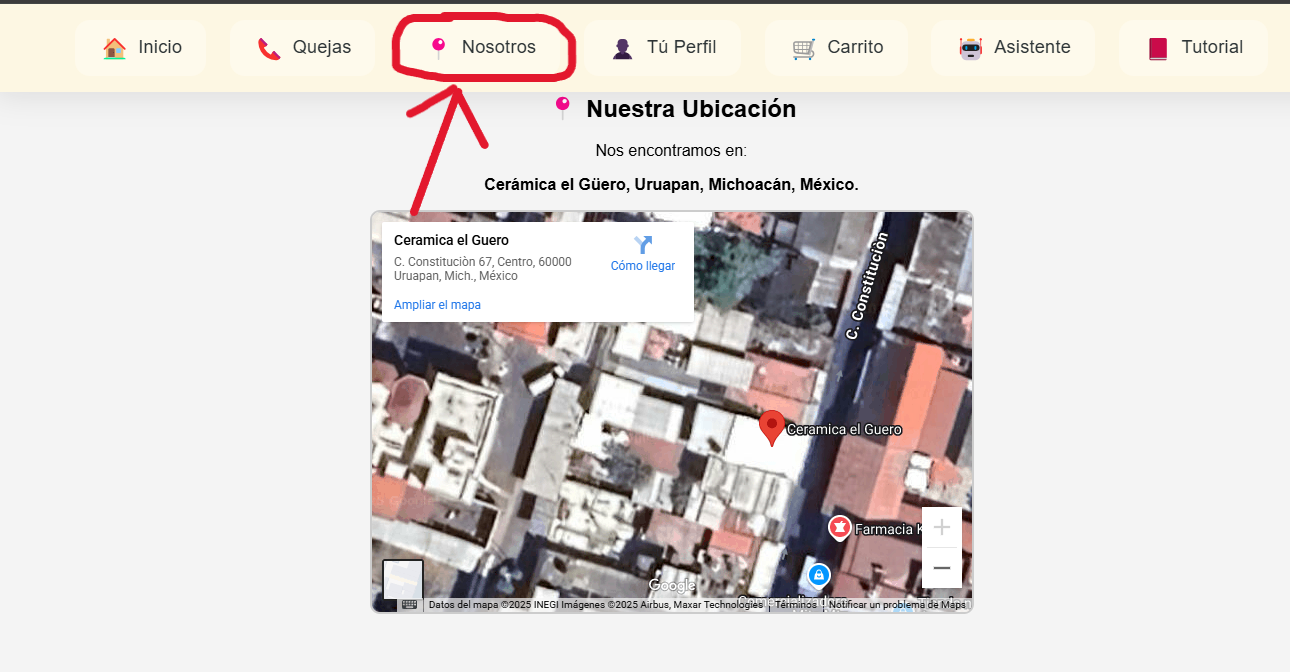 Inicio
Quejas
Nosotros
Tú Perfil
Carrito
Asistente
Tutorial
Nuestra Ubicación
Nos encontramos en:
Cerámica el Güero, Uruapan, Michoacán, México.
Ceramica el Guero
C. Constituciòn 67, Centro, 60000
Uruapan, Mich., México
Cómo llegar
Ampliar el mapa
C. Constituciòn
Ceramica el Guero
Farmacia K
Google
Datos del mapa ©2025 INEGI Imágenes ©2025 Airbus, Maxar Technologies
Términos
Notificar un problema de Maps